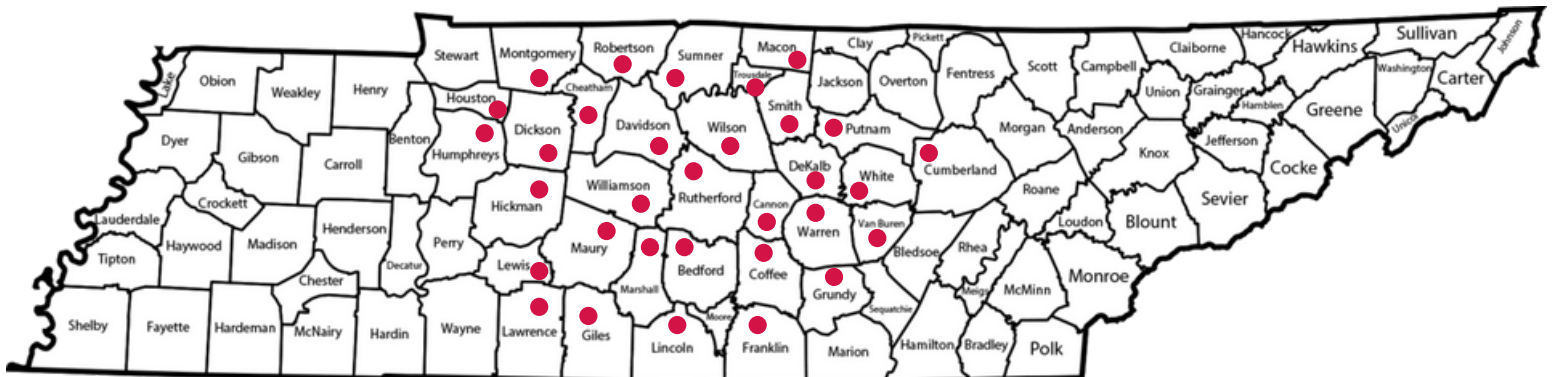 Stewart
Montgomery
Robertson
Sumner
Macon
Clay
Pickett
Fentress
Scott
Campbell
Claiborne
Hancock
Hawkins
Sullivan
Johnson
Lake
Obion
Weakley
Henry
Houston
Cheatham
Trousdale
Jackson
Overton
Union
Grainger
Hamblen
Washington
Carter
Greene
Unicoi
Dyer
Gibson
Carroll
Benton
Humphreys
Dickson
Davidson
Wilson
Smith
Putnam
Morgan
Anderson
Knox
Jefferson
Cocke
Lauderdale
Crockett
Haywood
Madison
Henderson
Decatur
Perry
Hickman
Williamson
Rutherford
Cannon
DeKalb
White
Cumberland
Roane
Loudon
Blount
Sevier
Tipton
Chester
Lewis
Maury
Marshall
Bedford
Coffee
Warren
Van Buren
Bledsoe
Rhea
Meigs
McMinn
Monroe
Grundy
Sequatchie
Shelby
Fayette
Hardeman
McNairy
Hardin
Wayne
Lawrence
Giles
Lincoln
Moore
Franklin
Marion
Hamilton
Bradley
Polk